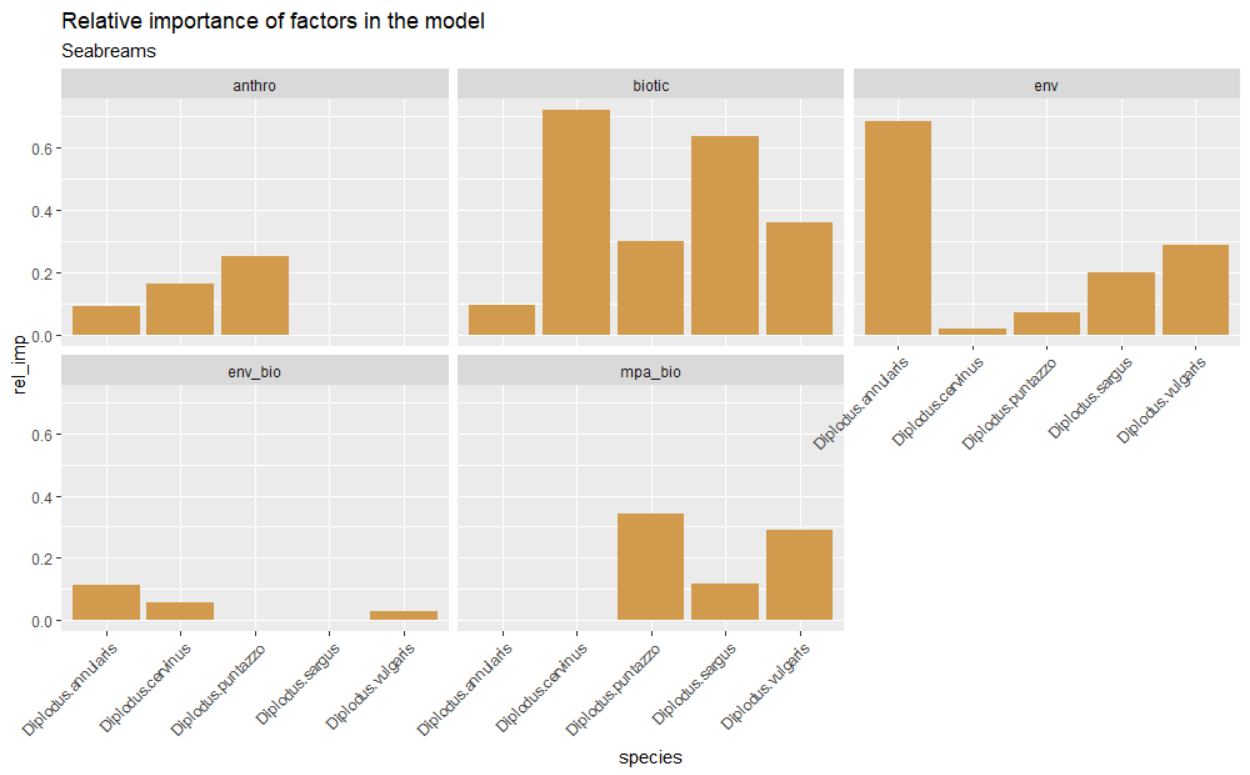 Relative importance of factors in the model
Seabreams
anthro
biotic
env
0.6
0.4
0.2
0.0
Diplodus.annularis
Diplodus.cervinus
Diplodus.puntazzo
Diplodus.sargus
Diplodus.vulgaris
rel_imp
env_bio
mpa_bio
0.6
0.4
0.2
0.0
Diplodus.annularis
Diplodus.cervinus
Diplodus.puntazzo
Diplodus.sargus
Diplodus.vulgaris
Diplodus.annularis
Diplodus.cervinus
Diplodus.puntazzo
Diplodus.sargus
Diplodus.vulgaris
species